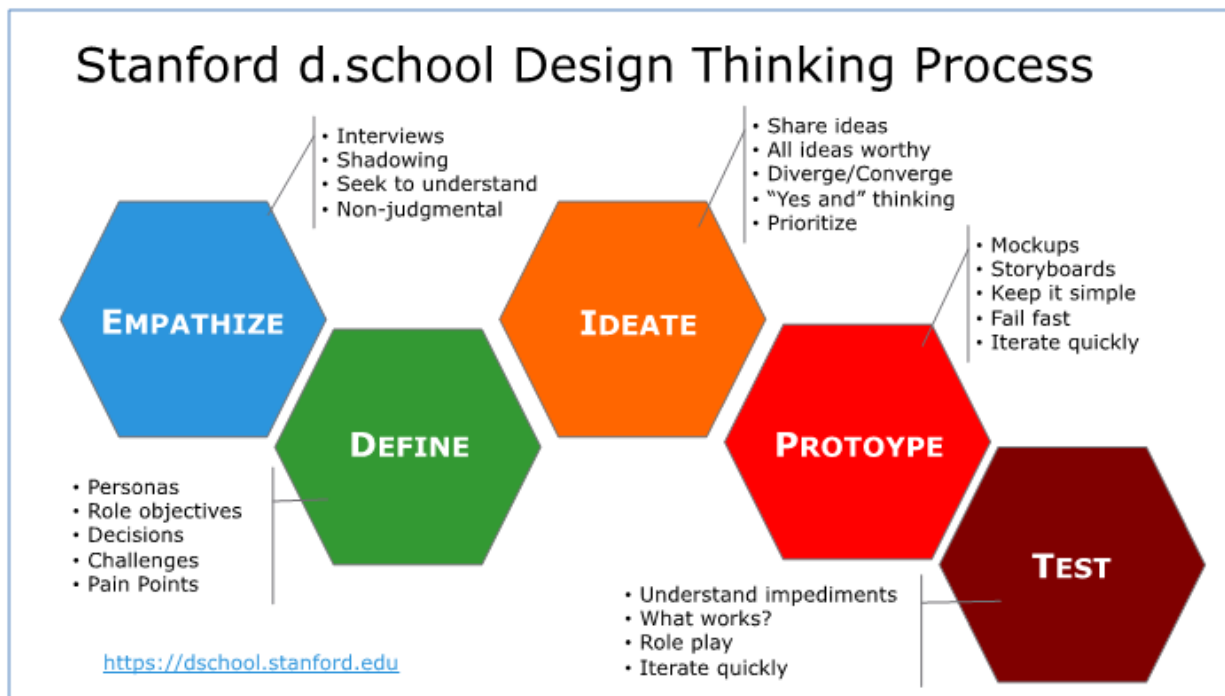 Stanford d.school Design Thinking Process
• Interviews
• Shadowing
• Seek to understand
• Non-judgmental
• Share ideas
• All ideas worthy
• Diverge/Converge
• “Yes and” thinking
• Prioritize
• Mockups
• Storyboards
• Keep it simple
• Fail fast
• Iterate quickly
EMPATHIZE
DEFINE
IDEATE
PROTOYPE
TEST
• Personas
• Role objectives
• Decisions
• Challenges
• Pain Points
• Understand impediments
• What works?
• Role play
• Iterate quickly
https://dschool.stanford.edu